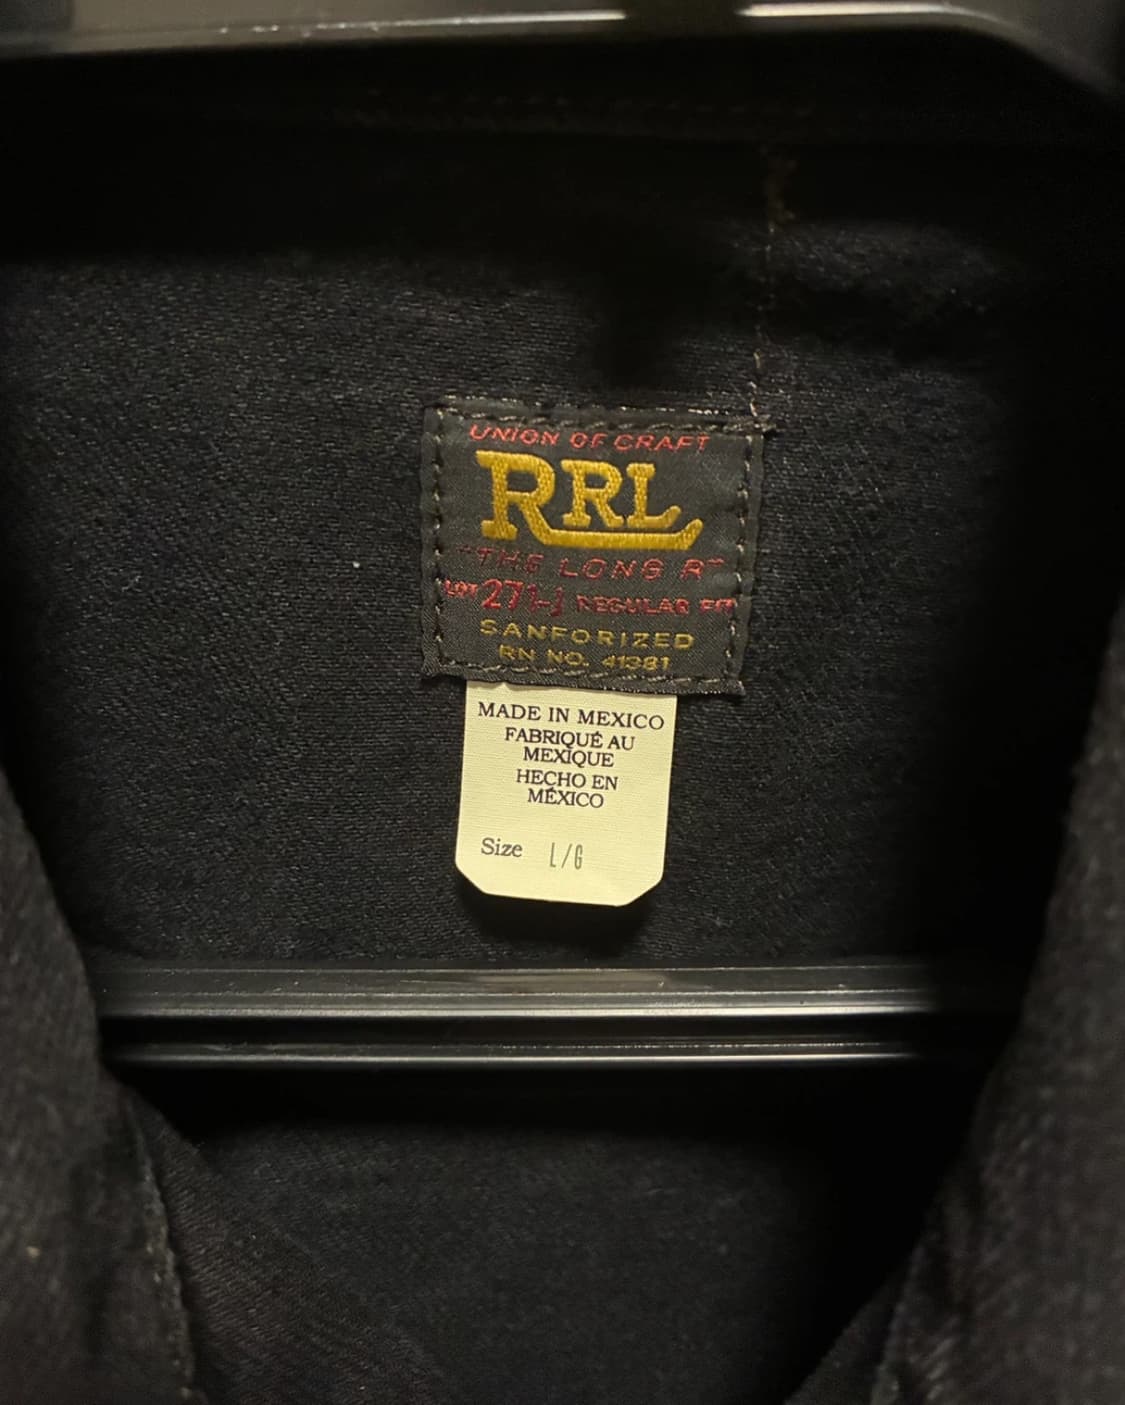 UNION OF CRAFT
RRL
"THE LONG R"
LOT 271-J REGULAR FIT
SANFORIZED
RN NO. 41381
MADE IN MEXICO
FABRIQUÉ AU
MEXIQUE
HECHO EN
MÉXICO
Size L/G